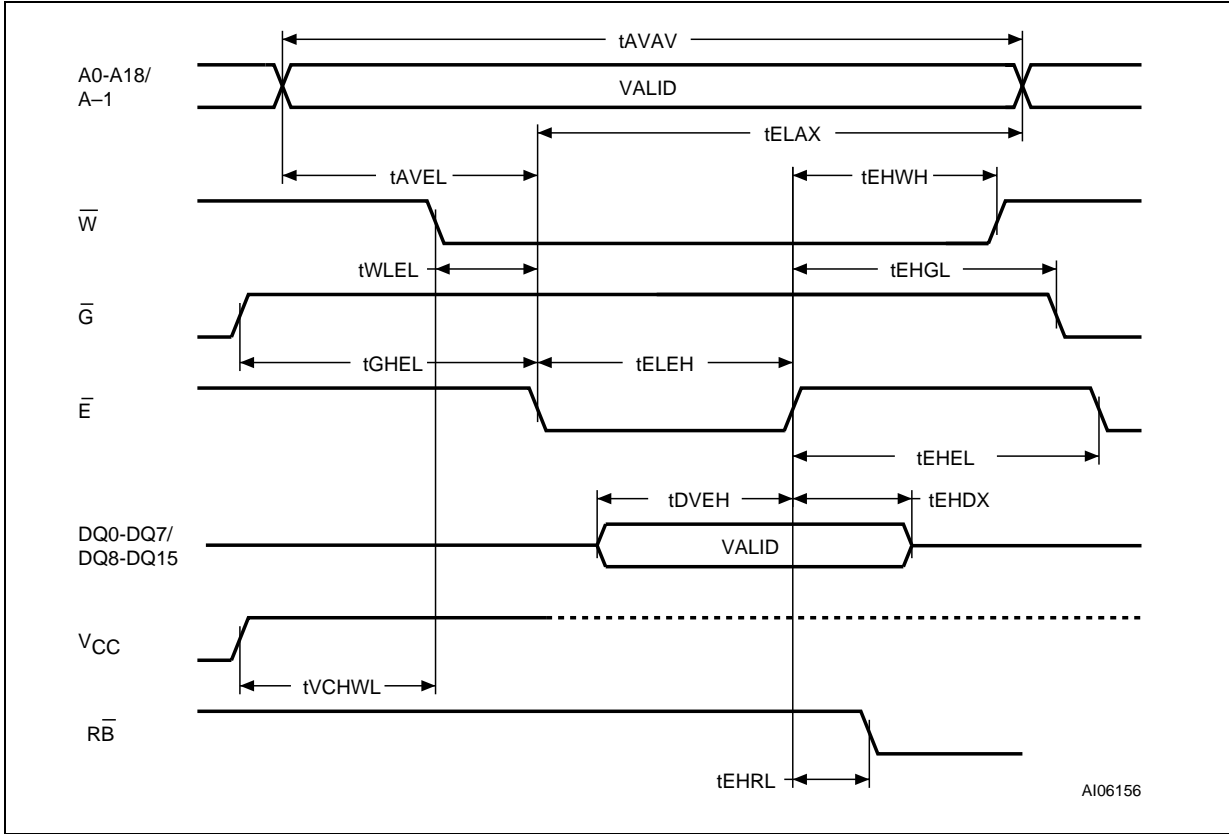 tAVAV
A0-A18/
A–1
VALID
tELAX
tAVEL
tEHWH
W̅
tWLEL
tEHGL
G̅
tGHEL
tELEH
E̅
tEHEL
tDVEH
tEHDX
DQ0-DQ7/
DQ8-DQ15
VALID
VCC
tVCHWL
RB̅
tEHRL
AI06156